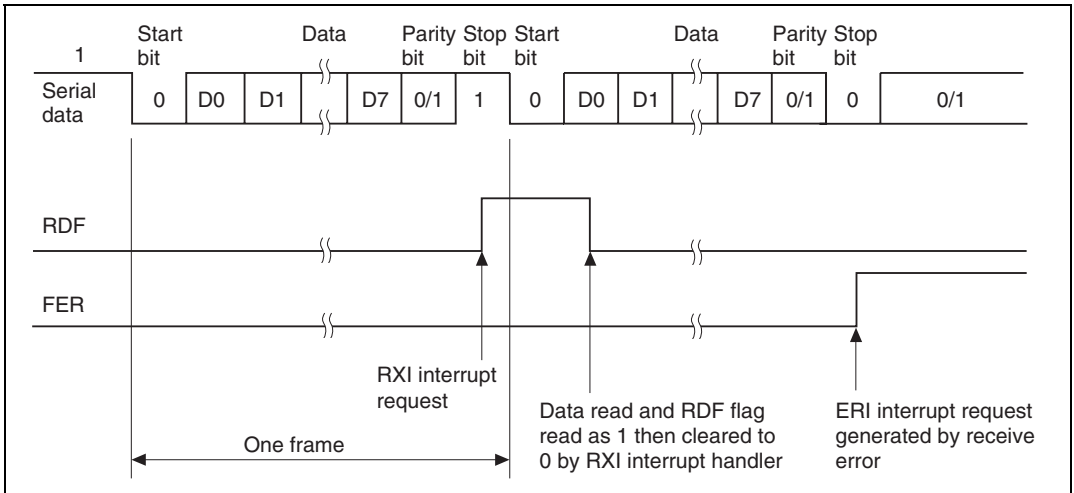 1
Start bit
Data
Parity bit
Stop bit
Start bit
Data
Parity bit
Stop bit
Serial data
0 D0 D1 D7 0/1 1 0 D0 D1 D7 0/1 0 0/1
RDF
FER
RXI interrupt
request
Data read and RDF flag
read as 1 then cleared to
0 by RXI interrupt handler
ERI interrupt request
generated by receive
error
One frame